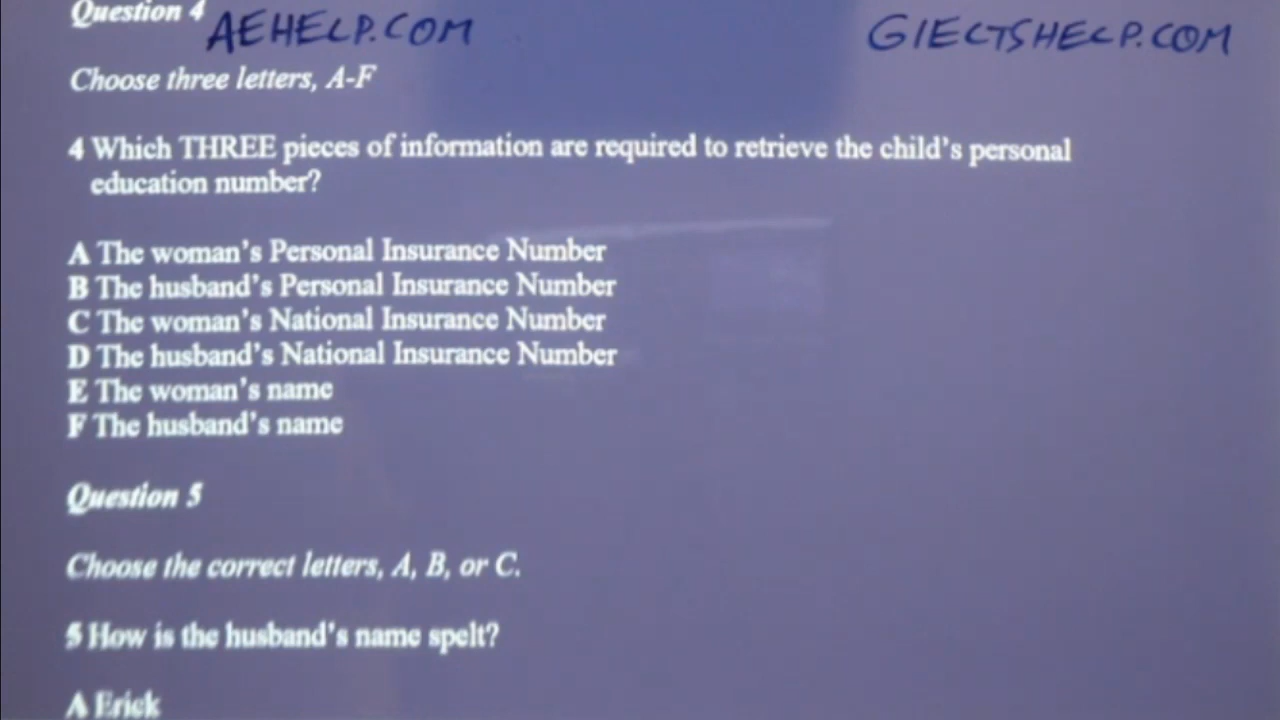 Question 4
AEHELP.COM
GIELTSHELP.COM
Choose three letters, A-F
4 Which THREE pieces of information are required to retrieve the child's personal
education number?
A The woman's Personal Insurance Number
B The husband's Personal Insurance Number
C The woman's National Insurance Number
D The husband's National Insurance Number
E The woman's name
F The husband's name
Question 5
Choose the correct letters, A, B, or C.
5 How is the husband's name spelt?
A Erick